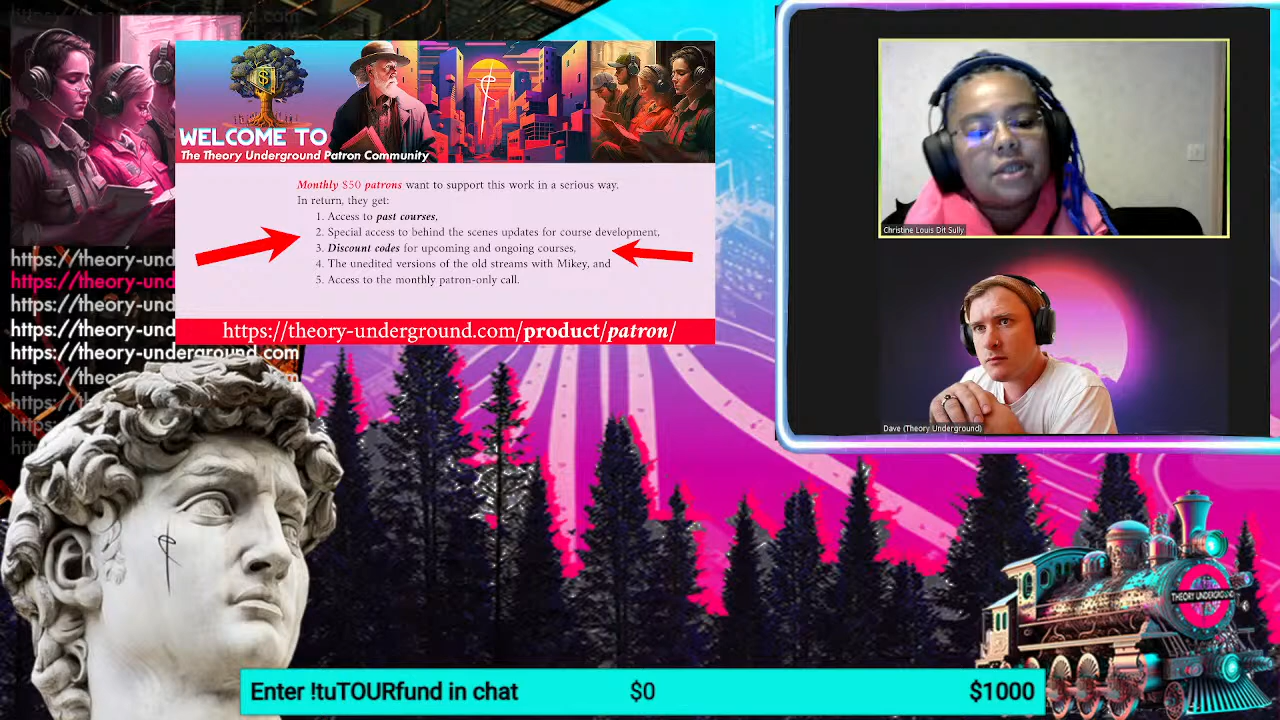 WELCOME TO
The Theory Underground Patron Community
Monthly $50 patrons want to support this work in a serious way.
In return, they get:
1. Access to past courses,
2. Special access to behind the scenes updates for course development,
3. Discount codes for upcoming and ongoing courses,
4. The unedited versions of the old streams with Mikey, and
5. Access to the monthly patron-only call.
https://theory-underground.com/product/patron/
https://theory-und
https://theory-und
https://theory-und
https://theory-und
https://theory-underground.com
https://theo
https:/
Christine Louis Dit Sully
Dave (Theory Underground)
THEORY UNDERGROUND
Enter !tuTOURfund in chat
$0
$1000